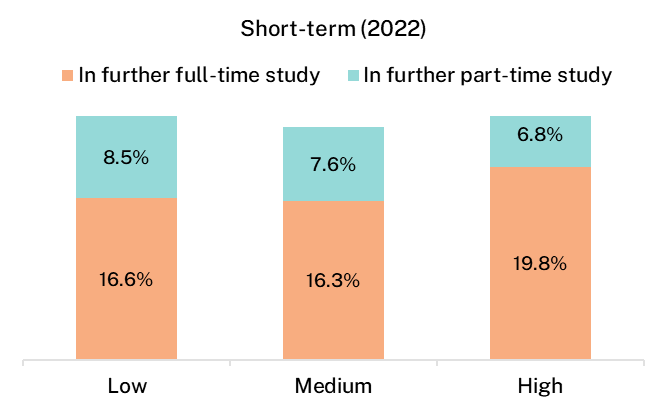 Short-term (2022)
In further full-time study In further part-time study
8.5% 7.6% 6.8%
16.6% 16.3% 19.8%
Low Medium High